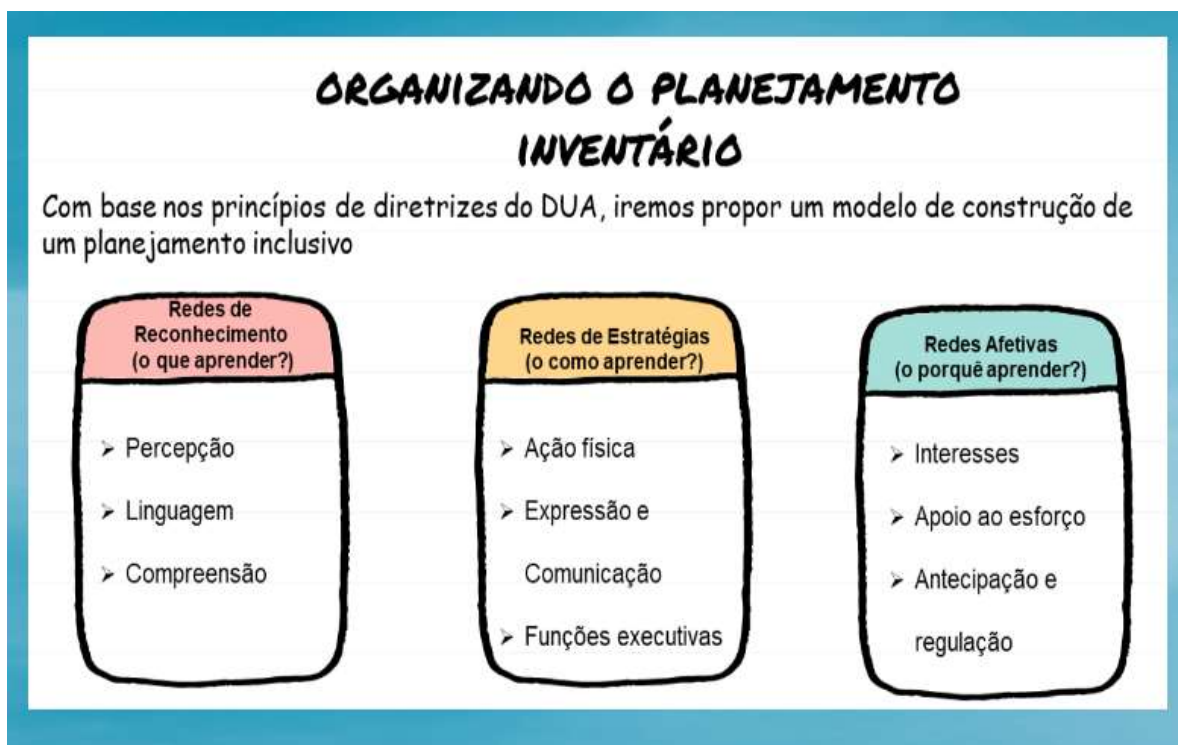 ORGANIZANDO O PLANEJAMENTO
INVENTÁRIO
Com base nos princípios de diretrizes do DUA, iremos propor um modelo de construção de
um planejamento inclusivo
Redes de
Reconhecimento
(o que aprender?)
➢ Percepção
➢ Linguagem
➢ Compreensão
Redes de Estratégias
(o como aprender?)
➢ Ação física
➢ Expressão e
Comunicação
➢ Funções executivas
Redes Afetivas
(o porquê aprender?)
➢ Interesses
➢ Apoio ao esforço
➢ Antecipação e
regulação